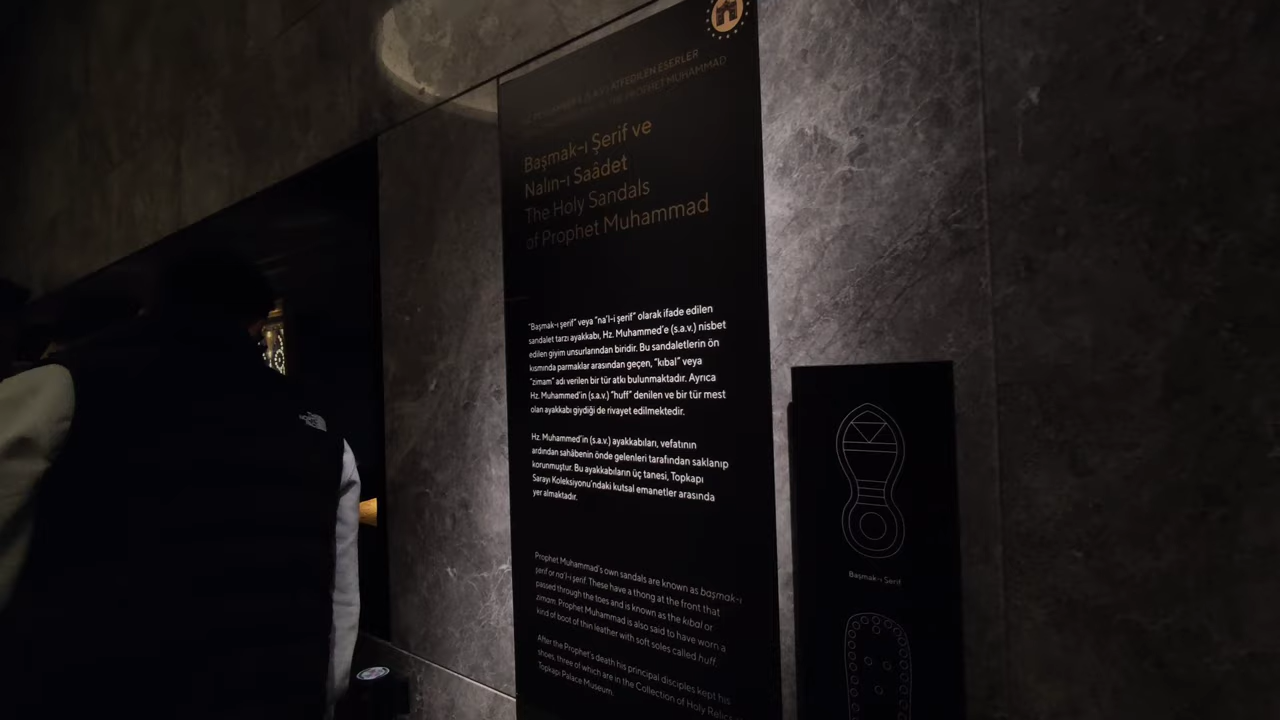 ATFEDİLEN ESERLER
THE PROPHET MUHAMMAD
Başmak-ı Şerif ve
Nalın-ı Saâdet
The Holy Sandals
of Prophet Muhammad
"Başmak-ı şerif" veya "na'l-i şerif" olarak ifade edilen
sandalet tarzı ayakkabı, Hz. Muhammed'e (s.a.v.) nisbet
edilen giyim unsurlarından biridir. Bu sandaletlerin ön
kısmında parmaklar arasından geçen, "kıbal" veya
"zimam" adı verilen bir tür atkı bulunmaktadır. Ayrıca
Hz. Muhammed'in (s.a.v.) "huff" denilen ve bir tür mest
olan ayakkabı giydiği de rivayet edilmektedir.
Hz. Muhammed'in (s.a.v.) ayakkabıları, vefatının
ardından sahâbenin önde gelenleri tarafından saklanıp
korunmuştur. Bu ayakkabıların üç tanesi, Topkapı
Sarayı Koleksiyonu'ndaki kutsal emanetler arasında
yer almaktadır.
Prophet Muhammad's own sandals are known as başmak-ı
şerif or na'l-i şerif. These have a thong at the front that
passed through the toes and is known as the kıbal or
zimam. Prophet Muhammad is also said to have worn a
kind of boot of thin leather with soft soles called huff.
After the Prophet's death his principal disciples kept his
shoes, three of which are in the Collection of Holy Relics
Topkapı Palace Museum.
Başmak-ı Şerif